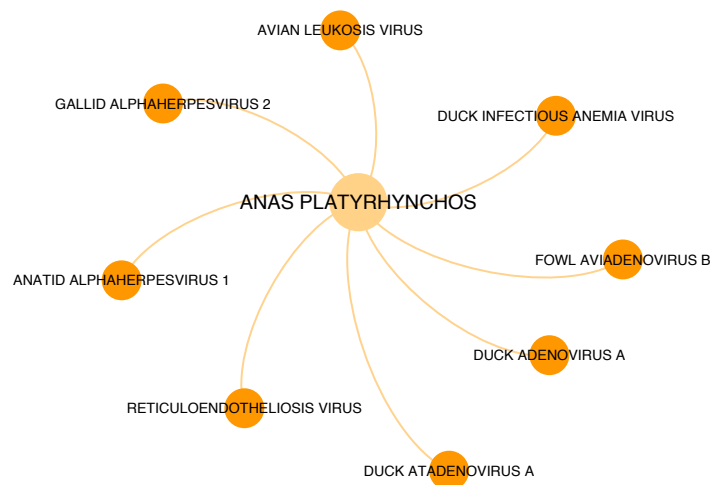 AVIAN LEUKOSIS VIRUS
GALLID ALPHAHERPESVIRUS 2
DUCK INFECTIOUS ANEMIA VIRUS
ANAS PLATYRHYNCHOS
FOWL AVIADENOVIRUS B
ANATID ALPHAHERPESVIRUS 1
DUCK ADENOVIRUS A
RETICULOENDOTHELIOSIS VIRUS
DUCK ATADENOVIRUS A